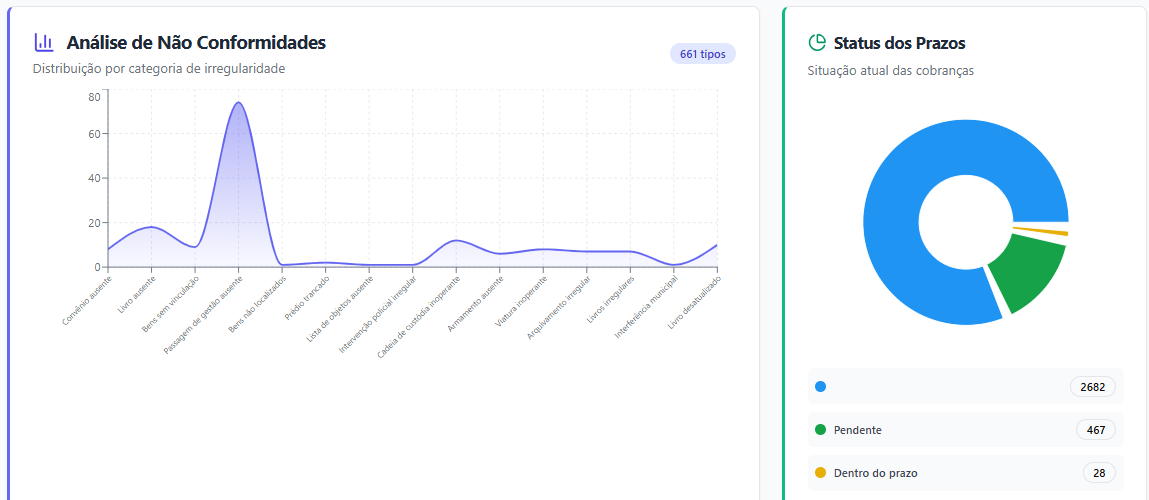 Análise de Não Conformidades
661 tipos
Distribuição por categoria de irregularidade
80
60
40
20
0
Convênio ausente
Livro ausente
Bens sem vinculação
Passagem de gestão ausente
Bens não localizados
Prédio trancado
Lista de objetos ausente
Intervenção policial irregular
Cadeia de custódia inoperante
Armamento ausente
Viatura inoperante
Arquivamento irregular
Livros irregulares
Interferência municipal
Livro desatualizado
Status dos Prazos
Situação atual das cobranças
2682
Pendente 467
Dentro do prazo 28